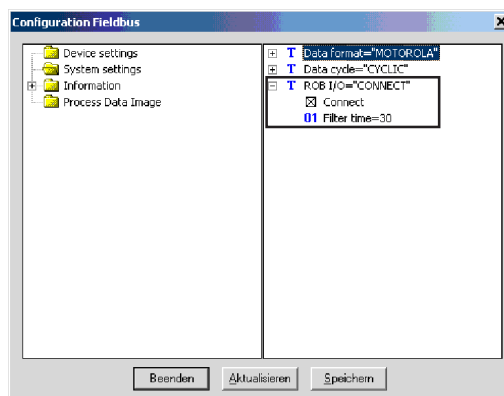 Configuration Fieldbus
Device settings
System settings
Information
Process Data Image
T Data format="MOTOROLA"
T Data cycle="CYCLIC"
T ROB I/O="CONNECT"
Connect
01 Filter time=30
Beenden Aktualisieren Speichern